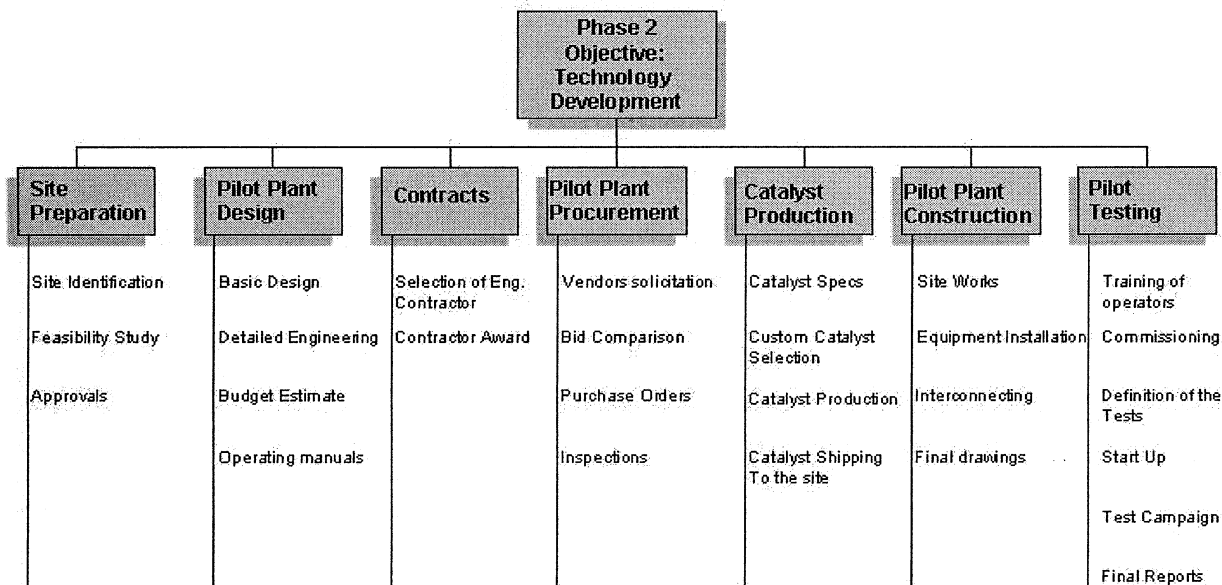 Phase 2
Objective:
Technology
Development
Site
Preparation
Site Identification
Feasibility Study
Approvals
Pilot Plant
Design
Basic Design
Detailed Engineering
Budget Estimate
Operating manuals
Contracts
Selection of Eng.
Contractor
Contractor Award
Pilot Plant
Procurement
Vendors solicitation
Bid Comparison
Purchase Orders
Inspections
Catalyst
Production
Catalyst Specs
Custom Catalyst
Selection
Catalyst Production
Catalyst Shipping
To the site
Pilot Plant
Construction
Site Works
Equipment Installation
Interconnecting
Final drawings
Pilot
Testing
Training of
operators
Commissioning
Definition of the
Tests
Start Up
Test Campaign
Final Reports